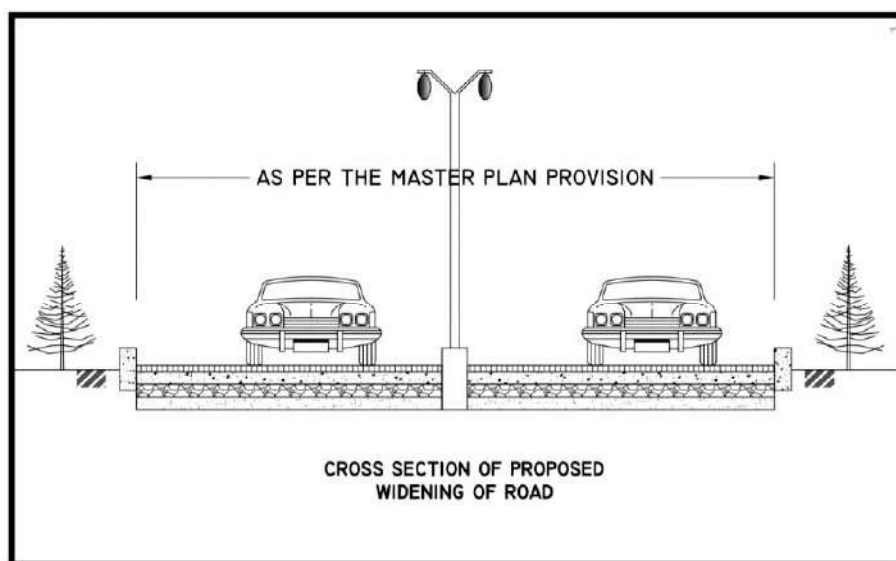 AS PER THE MASTER PLAN PROVISION
CROSS SECTION OF PROPOSED
WIDENING OF ROAD